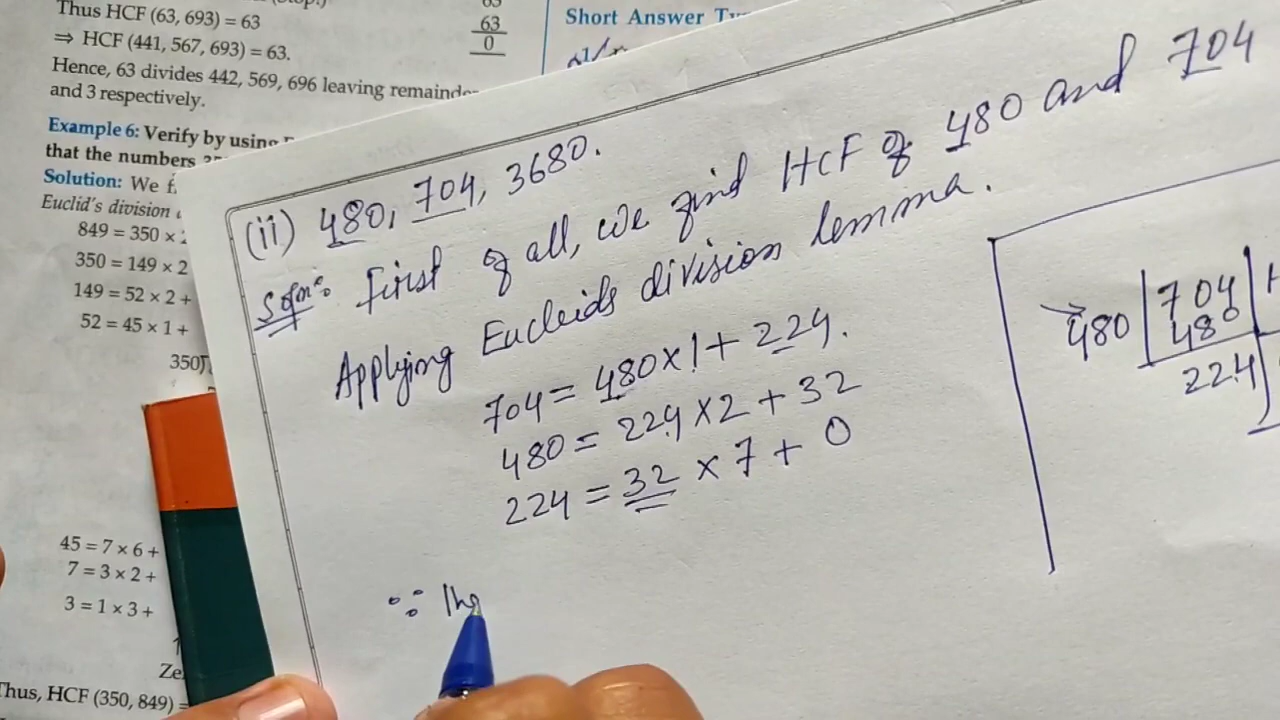 Thus HCF (63, 693) = 63
⇒ HCF (441, 567, 693) = 63.
Hence, 63 divides 442, 569, 696 leaving
and 3 respectively.
Example 6: Verify by using
that the numbers
Solution: We
Euclid's division
849 = 350 ×
350 = 149 × 2
149 = 52 × 2 +
52 = 45 × 1 +
350
45 = 7 × 6 +
7 = 3 × 2 +
3 = 1 × 3 +
Thus, HCF (350, 849) =
63
0
Short Answer
(ii) 480, 704, 3680.
Soln: First of all, we find HCF of 480 and 704
Applying Eucleids division lemma.
704 = 480 × 1 + 224.
480 = 224 × 2 + 32
224 = 32 × 7 + 0
∵ the
480 704
480
224